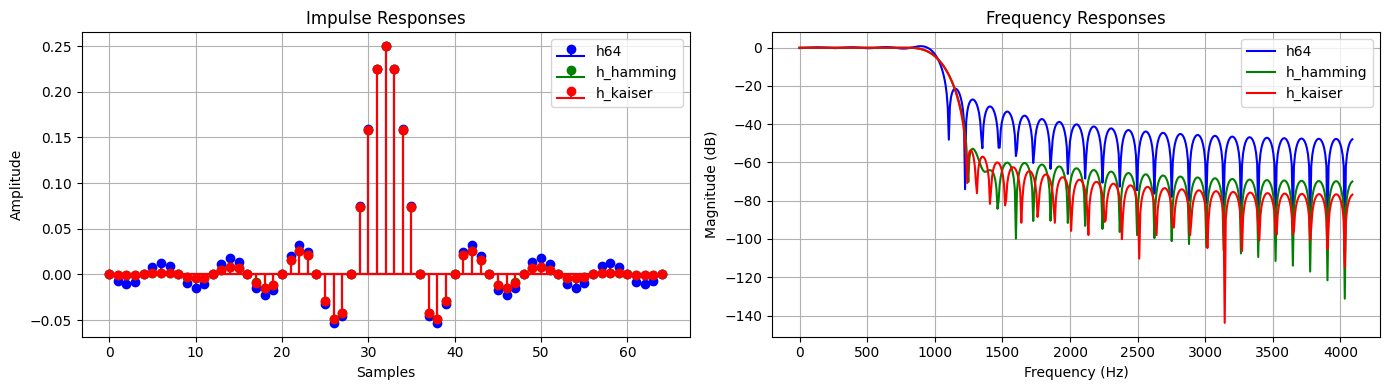 Impulse Responses
0.25
0.20
0.15
0.10
0.05
0.00
−0.05
Amplitude
0 10 20 30 40 50 60
Samples
h64
h_hamming
h_kaiser
Frequency Responses
0
−20
−40
−60
−80
−100
−120
−140
Magnitude (dB)
0 500 1000 1500 2000 2500 3000 3500 4000
Frequency (Hz)
h64
h_hamming
h_kaiser